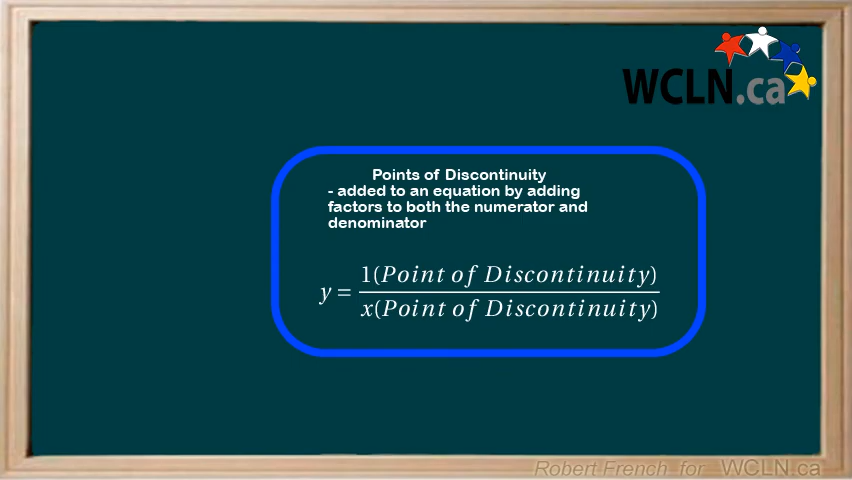 WCLN.ca
Points of Discontinuity
- added to an equation by adding
factors to both the numerator and
denominator
y = 1(Point of Discontinuity) / x(Point of Discontinuity)
Robert French for WCLN.ca